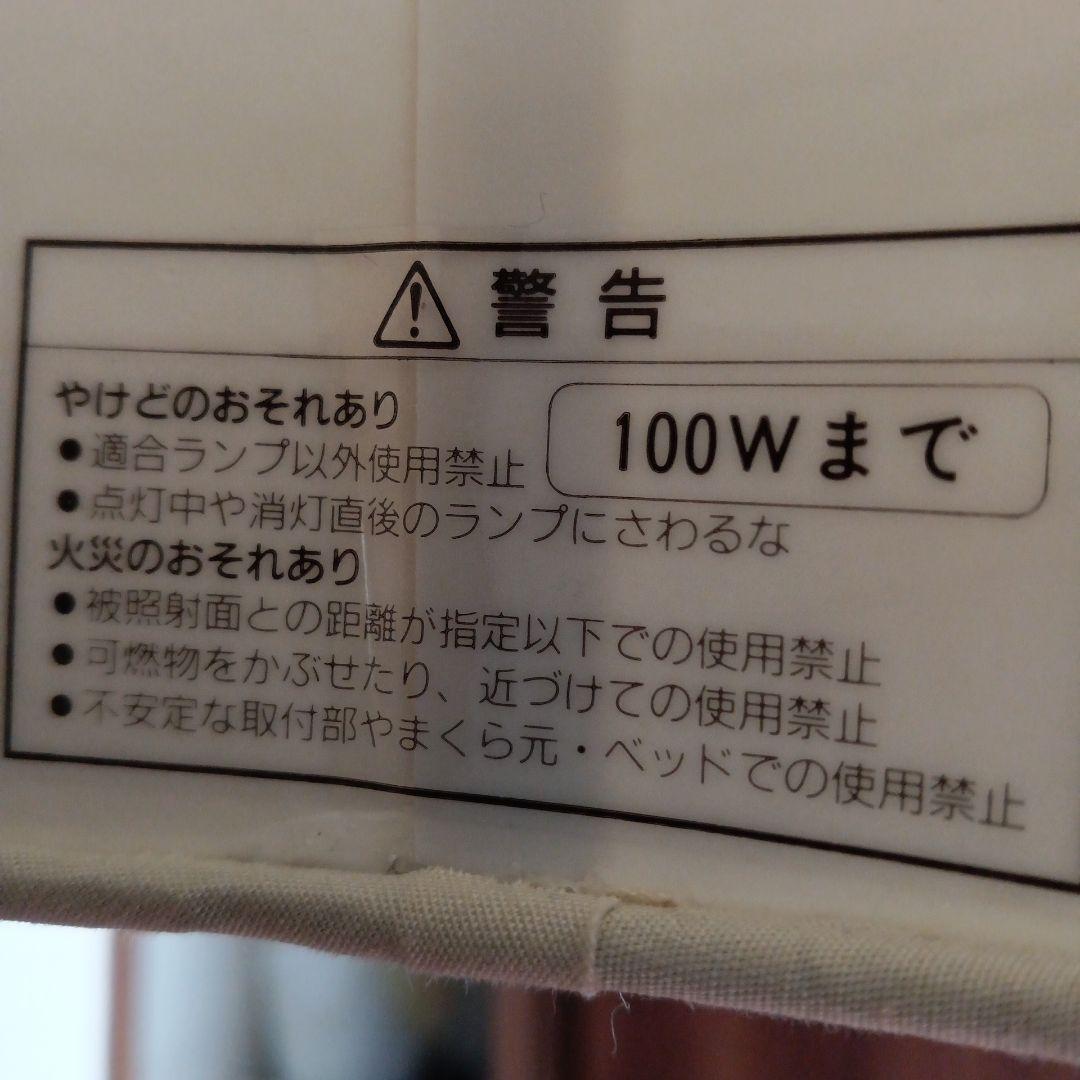 警告
やけどのおそれあり
100Wまで
●適合ランプ以外使用禁止
●点灯中や消灯直後のランプにさわるな
火災のおそれあり
●被照射面との距離が指定以下での使用禁止
●可燃物をかぶせたり、近づけての使用禁止
●不安定な取付部やまくら元・ベッドでの使用禁止